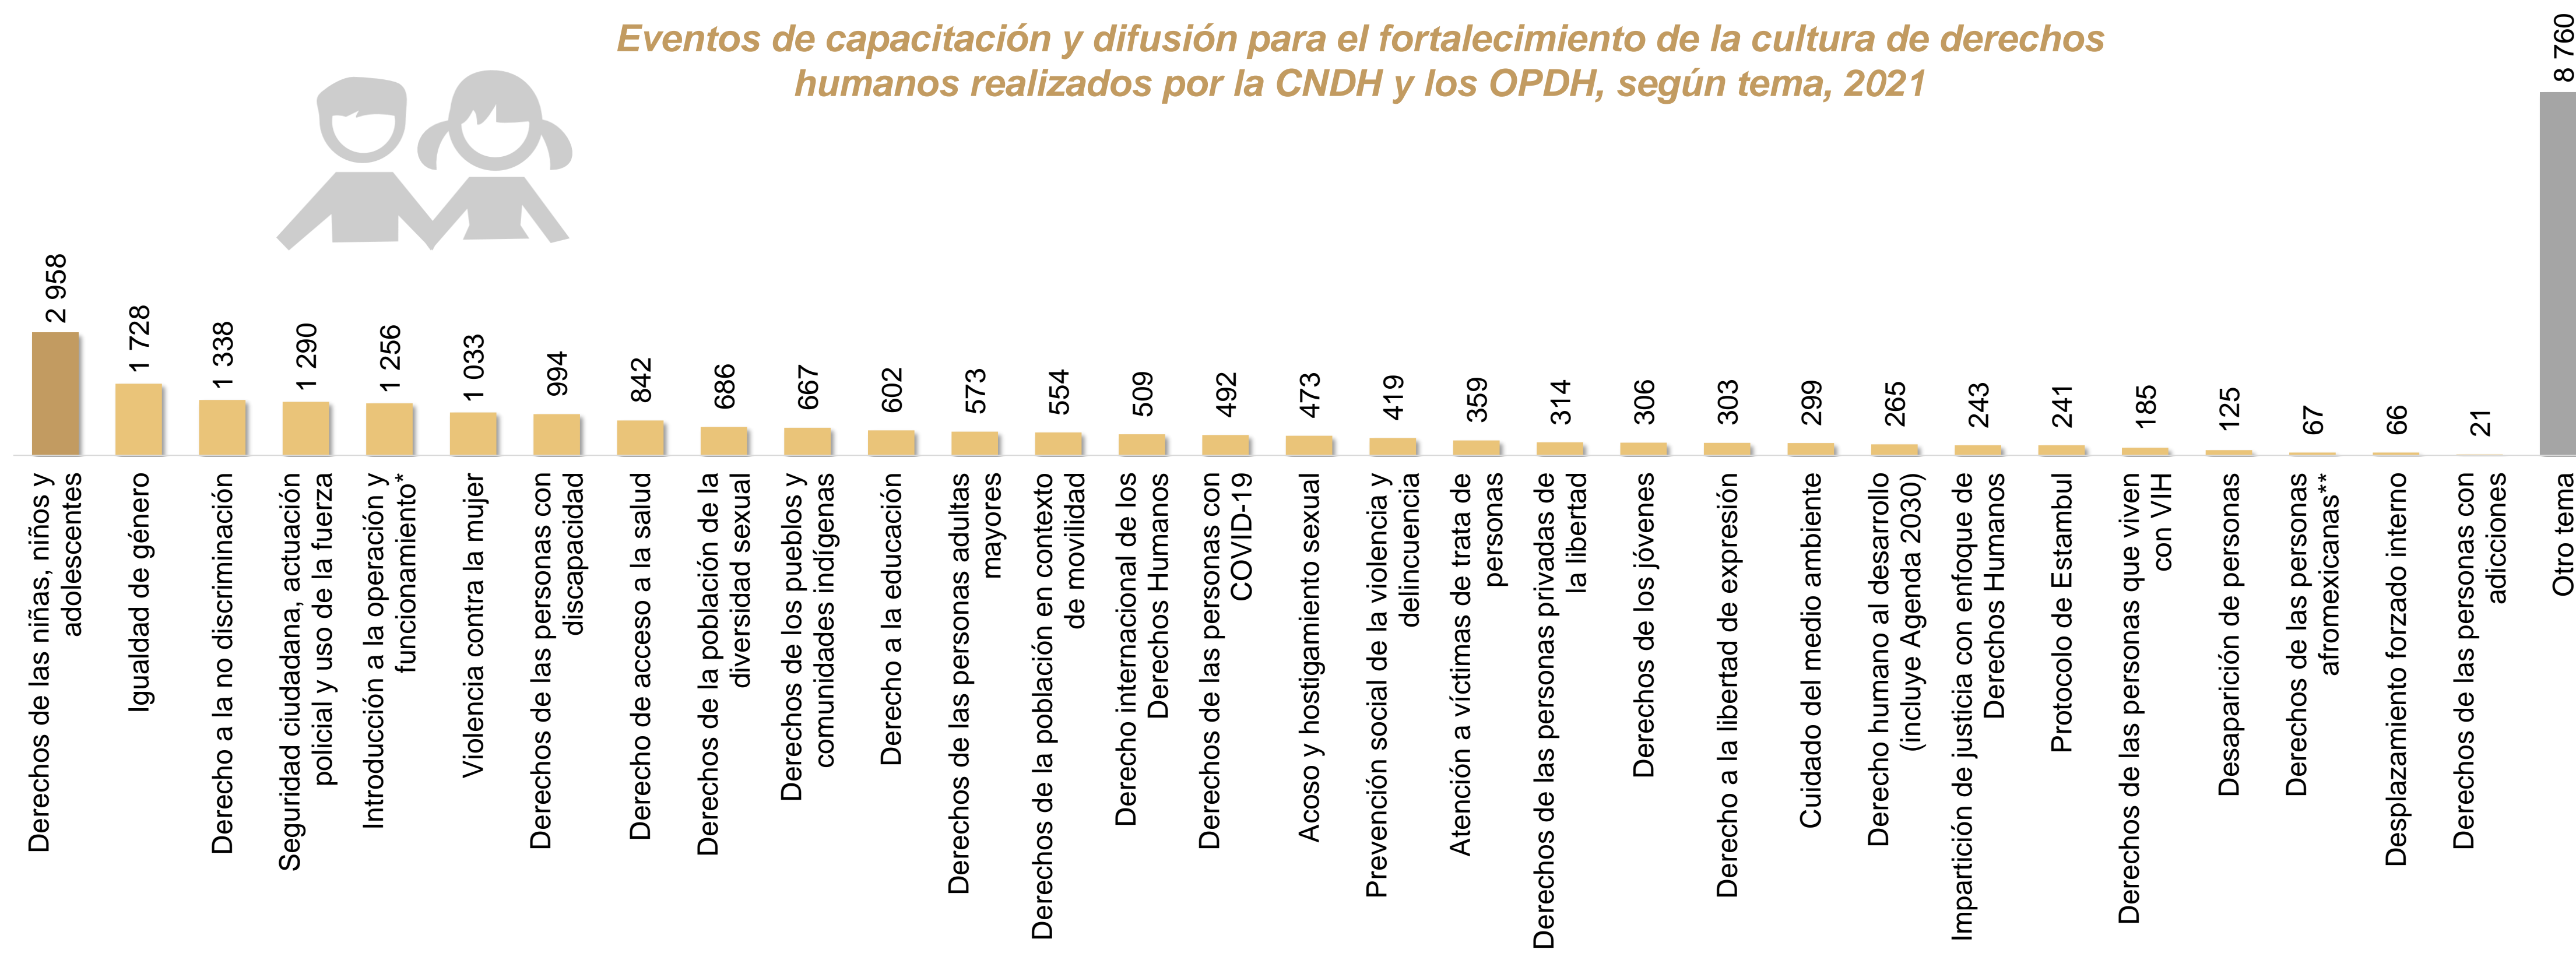 Eventos de capacitación y difusión para el fortalecimiento de la cultura de derechos
humanos realizados por la CNDH y los OPDH, según tema, 2021
2 958
1 728
1 338
1 290
1 256
1 033
994
842
686
667
602
573
554
509
492
473
419
359
314
306
303
299
265
243
241
185
125
67
66
21
8 760
Derechos de las niñas, niños y
adolescentes
Igualdad de género
Derecho a la no discriminación
Seguridad ciudadana, actuación
policial y uso de la fuerza
Introducción a la operación y
funcionamiento*
Violencia contra la mujer
Derechos de las personas con
discapacidad
Derecho de acceso a la salud
Derechos de la población de la
diversidad sexual
Derechos de los pueblos y
comunidades indígenas
Derecho a la educación
Derechos de las personas adultas
mayores
Derechos de la población en contexto
de movilidad
Derecho internacional de los
Derechos Humanos
Derechos de las personas con
COVID-19
Acoso y hostigamiento sexual
Prevención social de la violencia y
delincuencia
Atención a víctimas de trata de
personas
Derechos de las personas privadas de
la libertad
Derechos de los jóvenes
Derecho a la libertad de expresión
Cuidado del medio ambiente
Derecho humano al desarrollo
(incluye Agenda 2030)
Impartición de justicia con enfoque de
Derechos Humanos
Protocolo de Estambul
Derechos de las personas que viven
con VIH
Desaparición de personas
Derechos de las personas
afromexicanas**
Desplazamiento forzado interno
Derechos de las personas con
adicciones
Otro tema